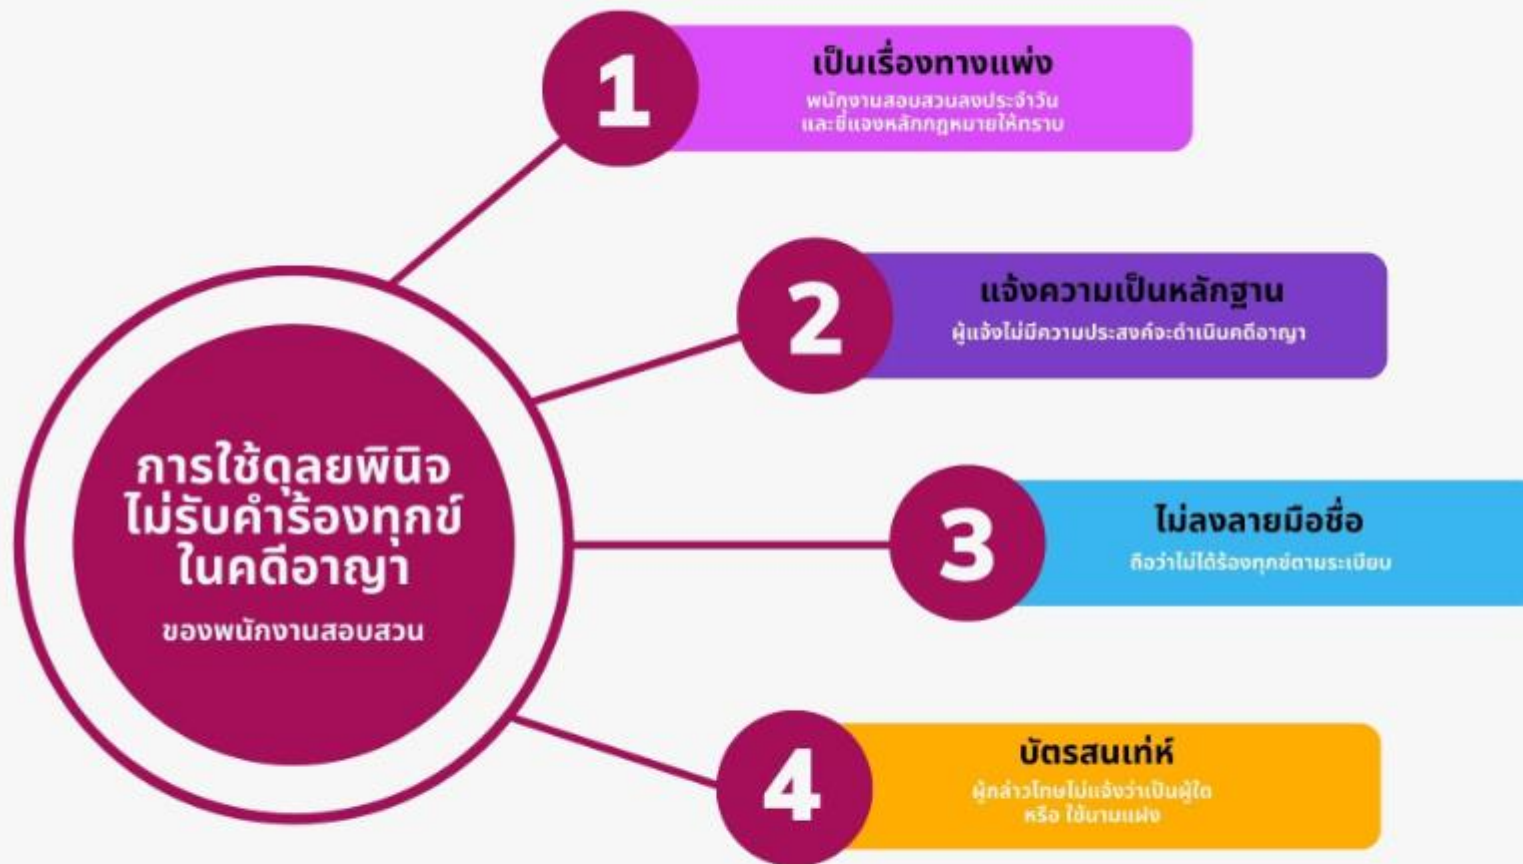 1
เป็นเรื่องทางแพ่ง
พนักงานสอบสวนลงประจำวัน
และชี้แจงหลักกฎหมายให้ทราบ
2
แจ้งความเป็นหลักฐาน
ผู้แจ้งไม่มีความประสงค์จะดำเนินคดีอาญา
การใช้ดุลยพินิจ
ไม่รับคำร้องทุกข์
ในคดีอาญา
ของพนักงานสอบสวน
3
ไม่ลงลายมือชื่อ
ถือว่าไม่ได้ร้องทุกข์ตามระเบียบ
4
บัตรสนเท่ห์
ผู้กล่าวโทษไม่แจ้งว่าเป็นผู้ใด
หรือ ใช้นามแฝง